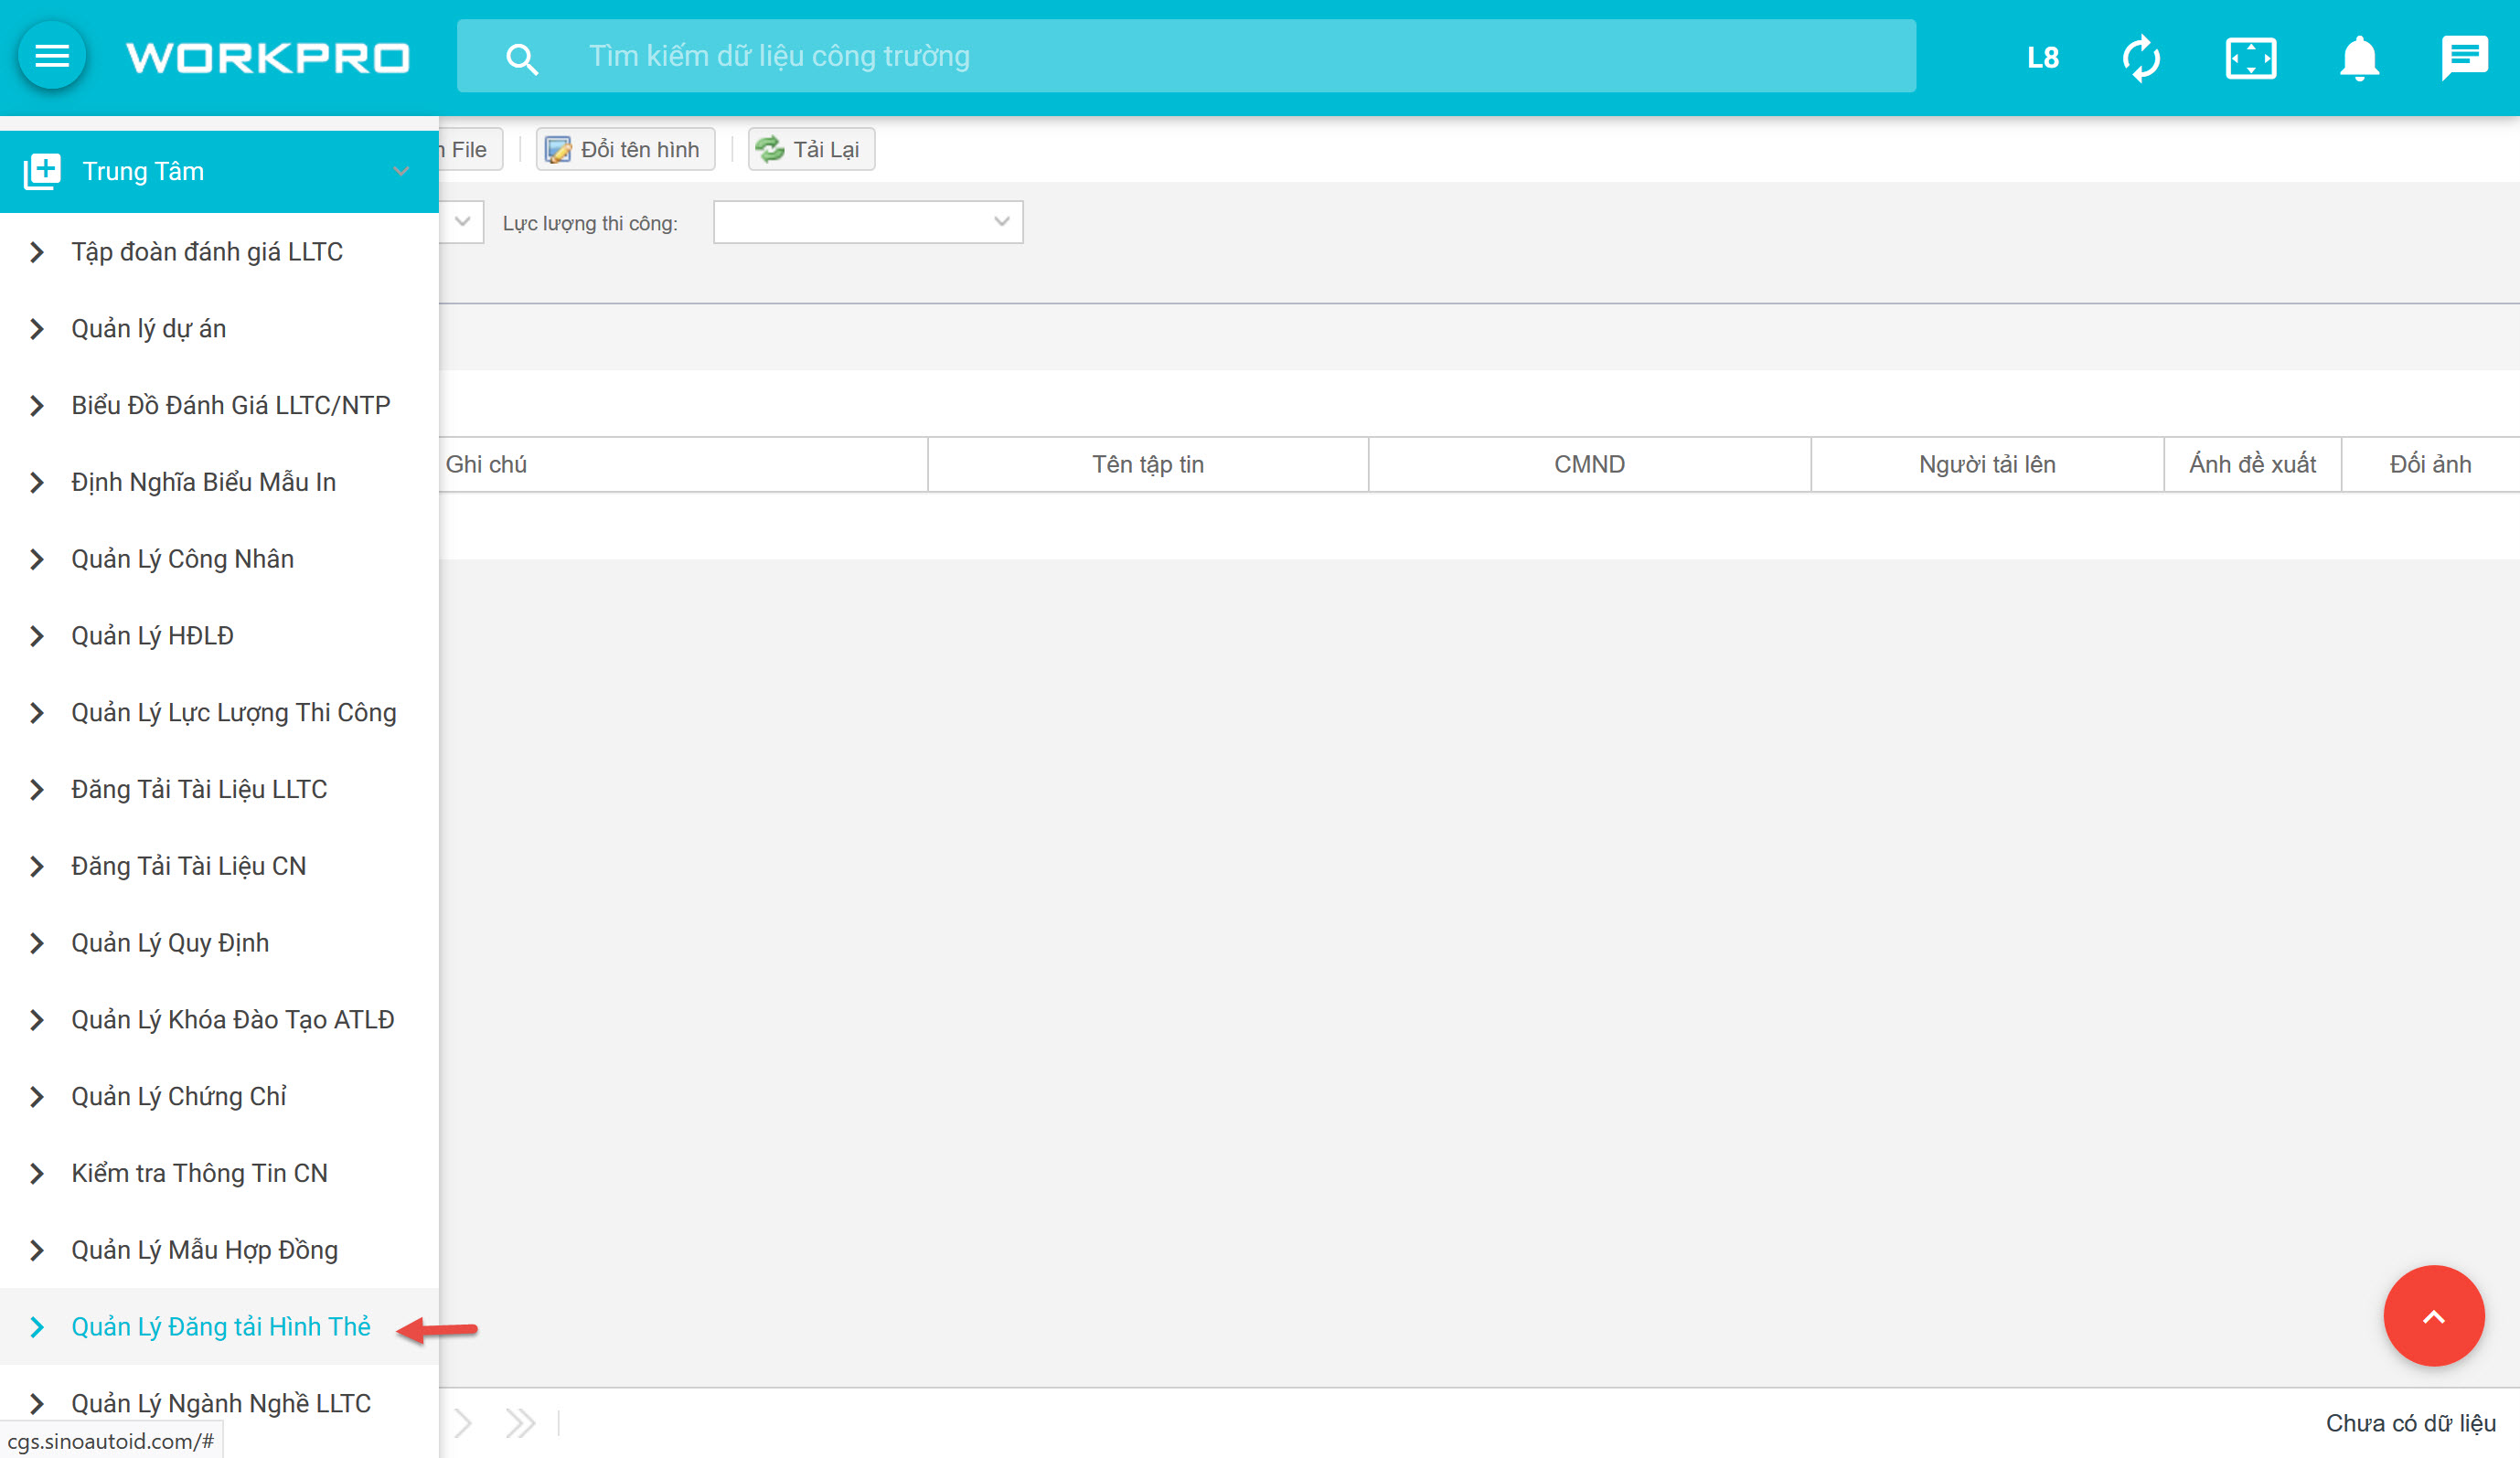 WORKPRO
Tìm kiếm dữ liệu công trường
L8
Trung Tâm
File
Đổi tên hình
Tải Lại
Lực lượng thi công:
Tập đoàn đánh giá LLTC
Quản lý dự án
Biểu Đồ Đánh Giá LLTC/NTP
Ghi chú
Tên tập tin
CMND
Người tải lên
Ảnh đề xuất
Đối ảnh
Định Nghĩa Biểu Mẫu In
Quản Lý Công Nhân
Quản Lý HĐLĐ
Quản Lý Lực Lượng Thi Công
Đăng Tải Tài Liệu LLTC
Đăng Tải Tài Liệu CN
Quản Lý Quy Định
Quản Lý Khóa Đào Tạo ATLĐ
Quản Lý Chứng Chỉ
Kiểm tra Thông Tin CN
Quản Lý Mẫu Hợp Đồng
Quản Lý Đăng tải Hình Thẻ
Quản Lý Ngành Nghề LLTC
cgs.sinoautoid.com/#
Chưa có dữ liệu